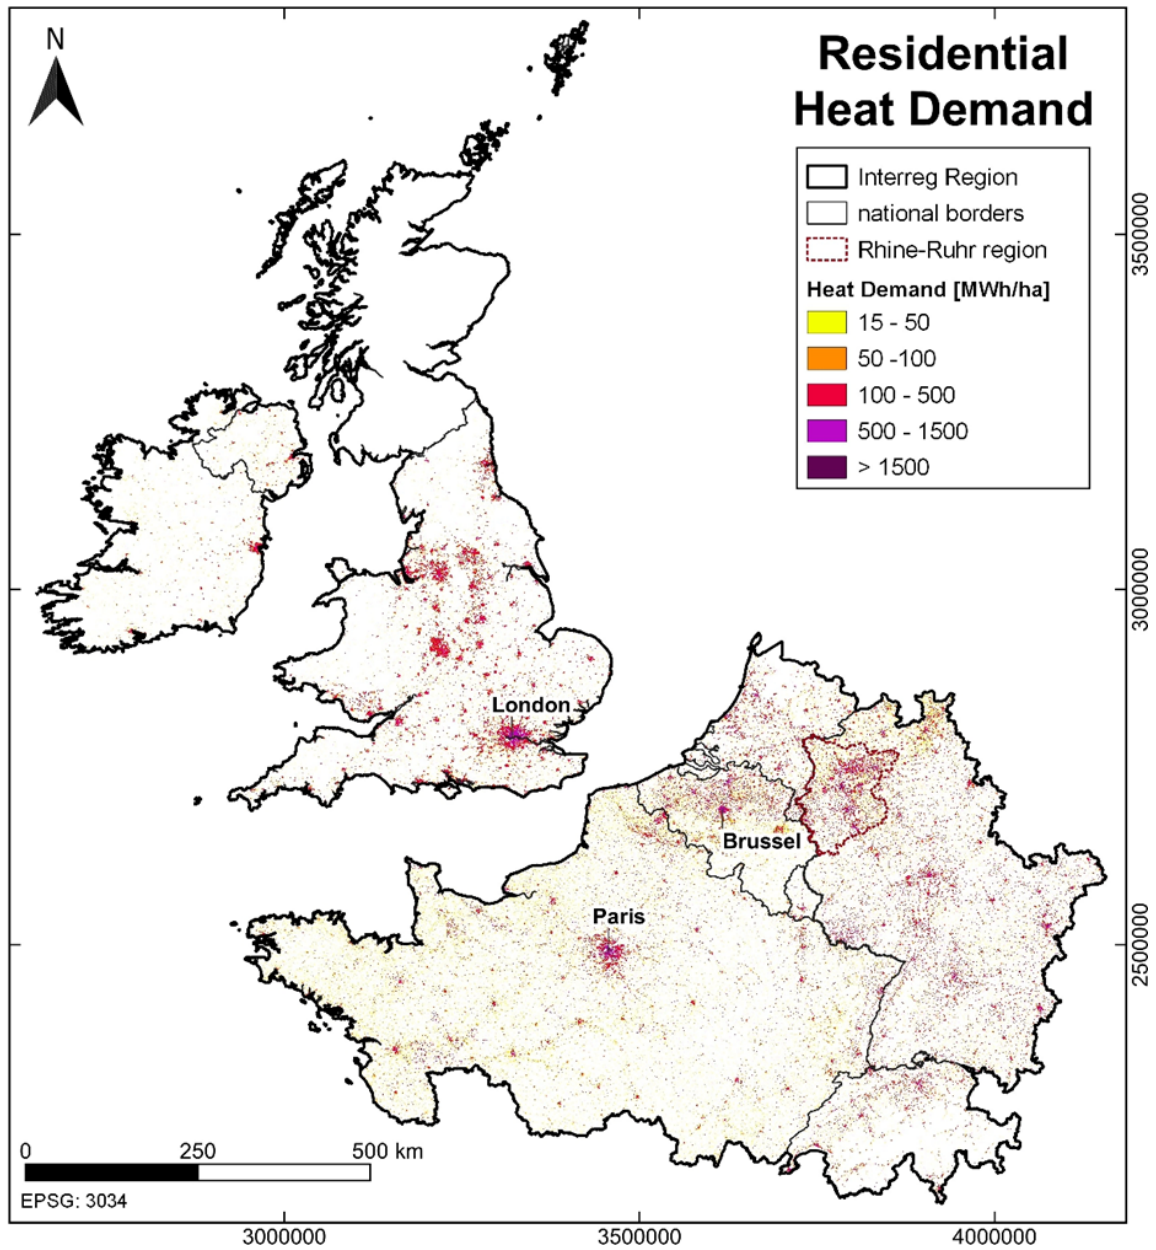 N
Residential
Heat Demand
Interreg Region
national borders
Rhine-Ruhr region
Heat Demand [MWh/ha]
15 - 50
50 -100
100 - 500
500 - 1500
> 1500
3500000
3000000
2500000
London
Brussel
Paris
0 250 500 km
EPSG: 3034
3000000 3500000 4000000